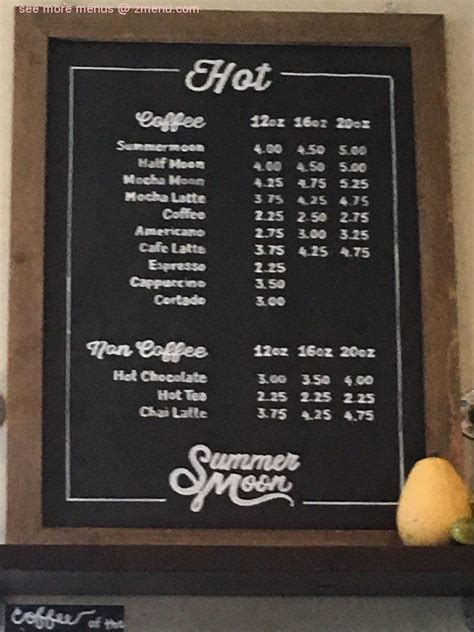 see more menus @ zmenu.com
Hot
Coffee 12oz 16oz 20oz
Summermoon 4.00 4.50 5.00
Half Moon 4.00 4.50 5.00
Mocha Moon 4.25 4.75 5.25
Mocha Latte 3.75 4.25 4.75
Coffee 2.25 2.50 2.75
Americano 2.75 3.00 3.25
Cafe Latte 3.75 4.25 4.75
Espresso 2.25
Cappuccino 3.50
Cortado 3.00
Non Coffee 12oz 16oz 20oz
Hot Chocolate 3.00 3.50 4.00
Hot Tea 2.25 2.25 2.25
Chai Latte 3.75 4.25 4.75
Summer
Moon
Coffee of the